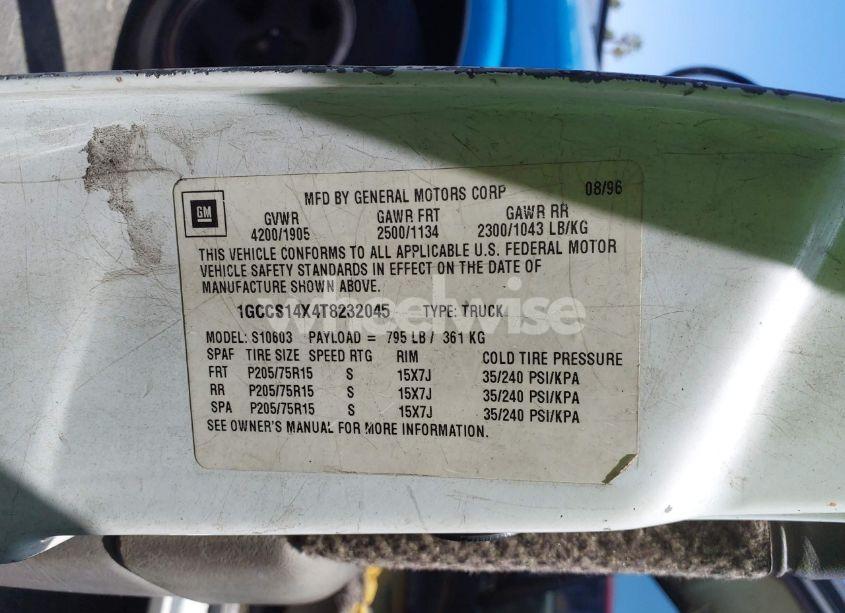 MFD BY GENERAL MOTORS CORP 08/96
GM
GVWR GAWR FRT GAWR RR
4200/1905 2500/1134 2300/1043 LB/KG
THIS VEHICLE CONFORMS TO ALL APPLICABLE U.S. FEDERAL MOTOR
VEHICLE SAFETY STANDARDS IN EFFECT ON THE DATE OF
MANUFACTURE SHOWN ABOVE.
1GCCS14X4T8232045 TYPE: TRUCK
wheelwise
MODEL: S10603 PAYLOAD = 795 LB / 361 KG
SPAF TIRE SIZE SPEED RTG RIM COLD TIRE PRESSURE
FRT P205/75R15 S 15X7J 35/240 PSI/KPA
RR P205/75R15 S 15X7J 35/240 PSI/KPA
SPA P205/75R15 S 15X7J 35/240 PSI/KPA
SEE OWNER'S MANUAL FOR MORE INFORMATION.